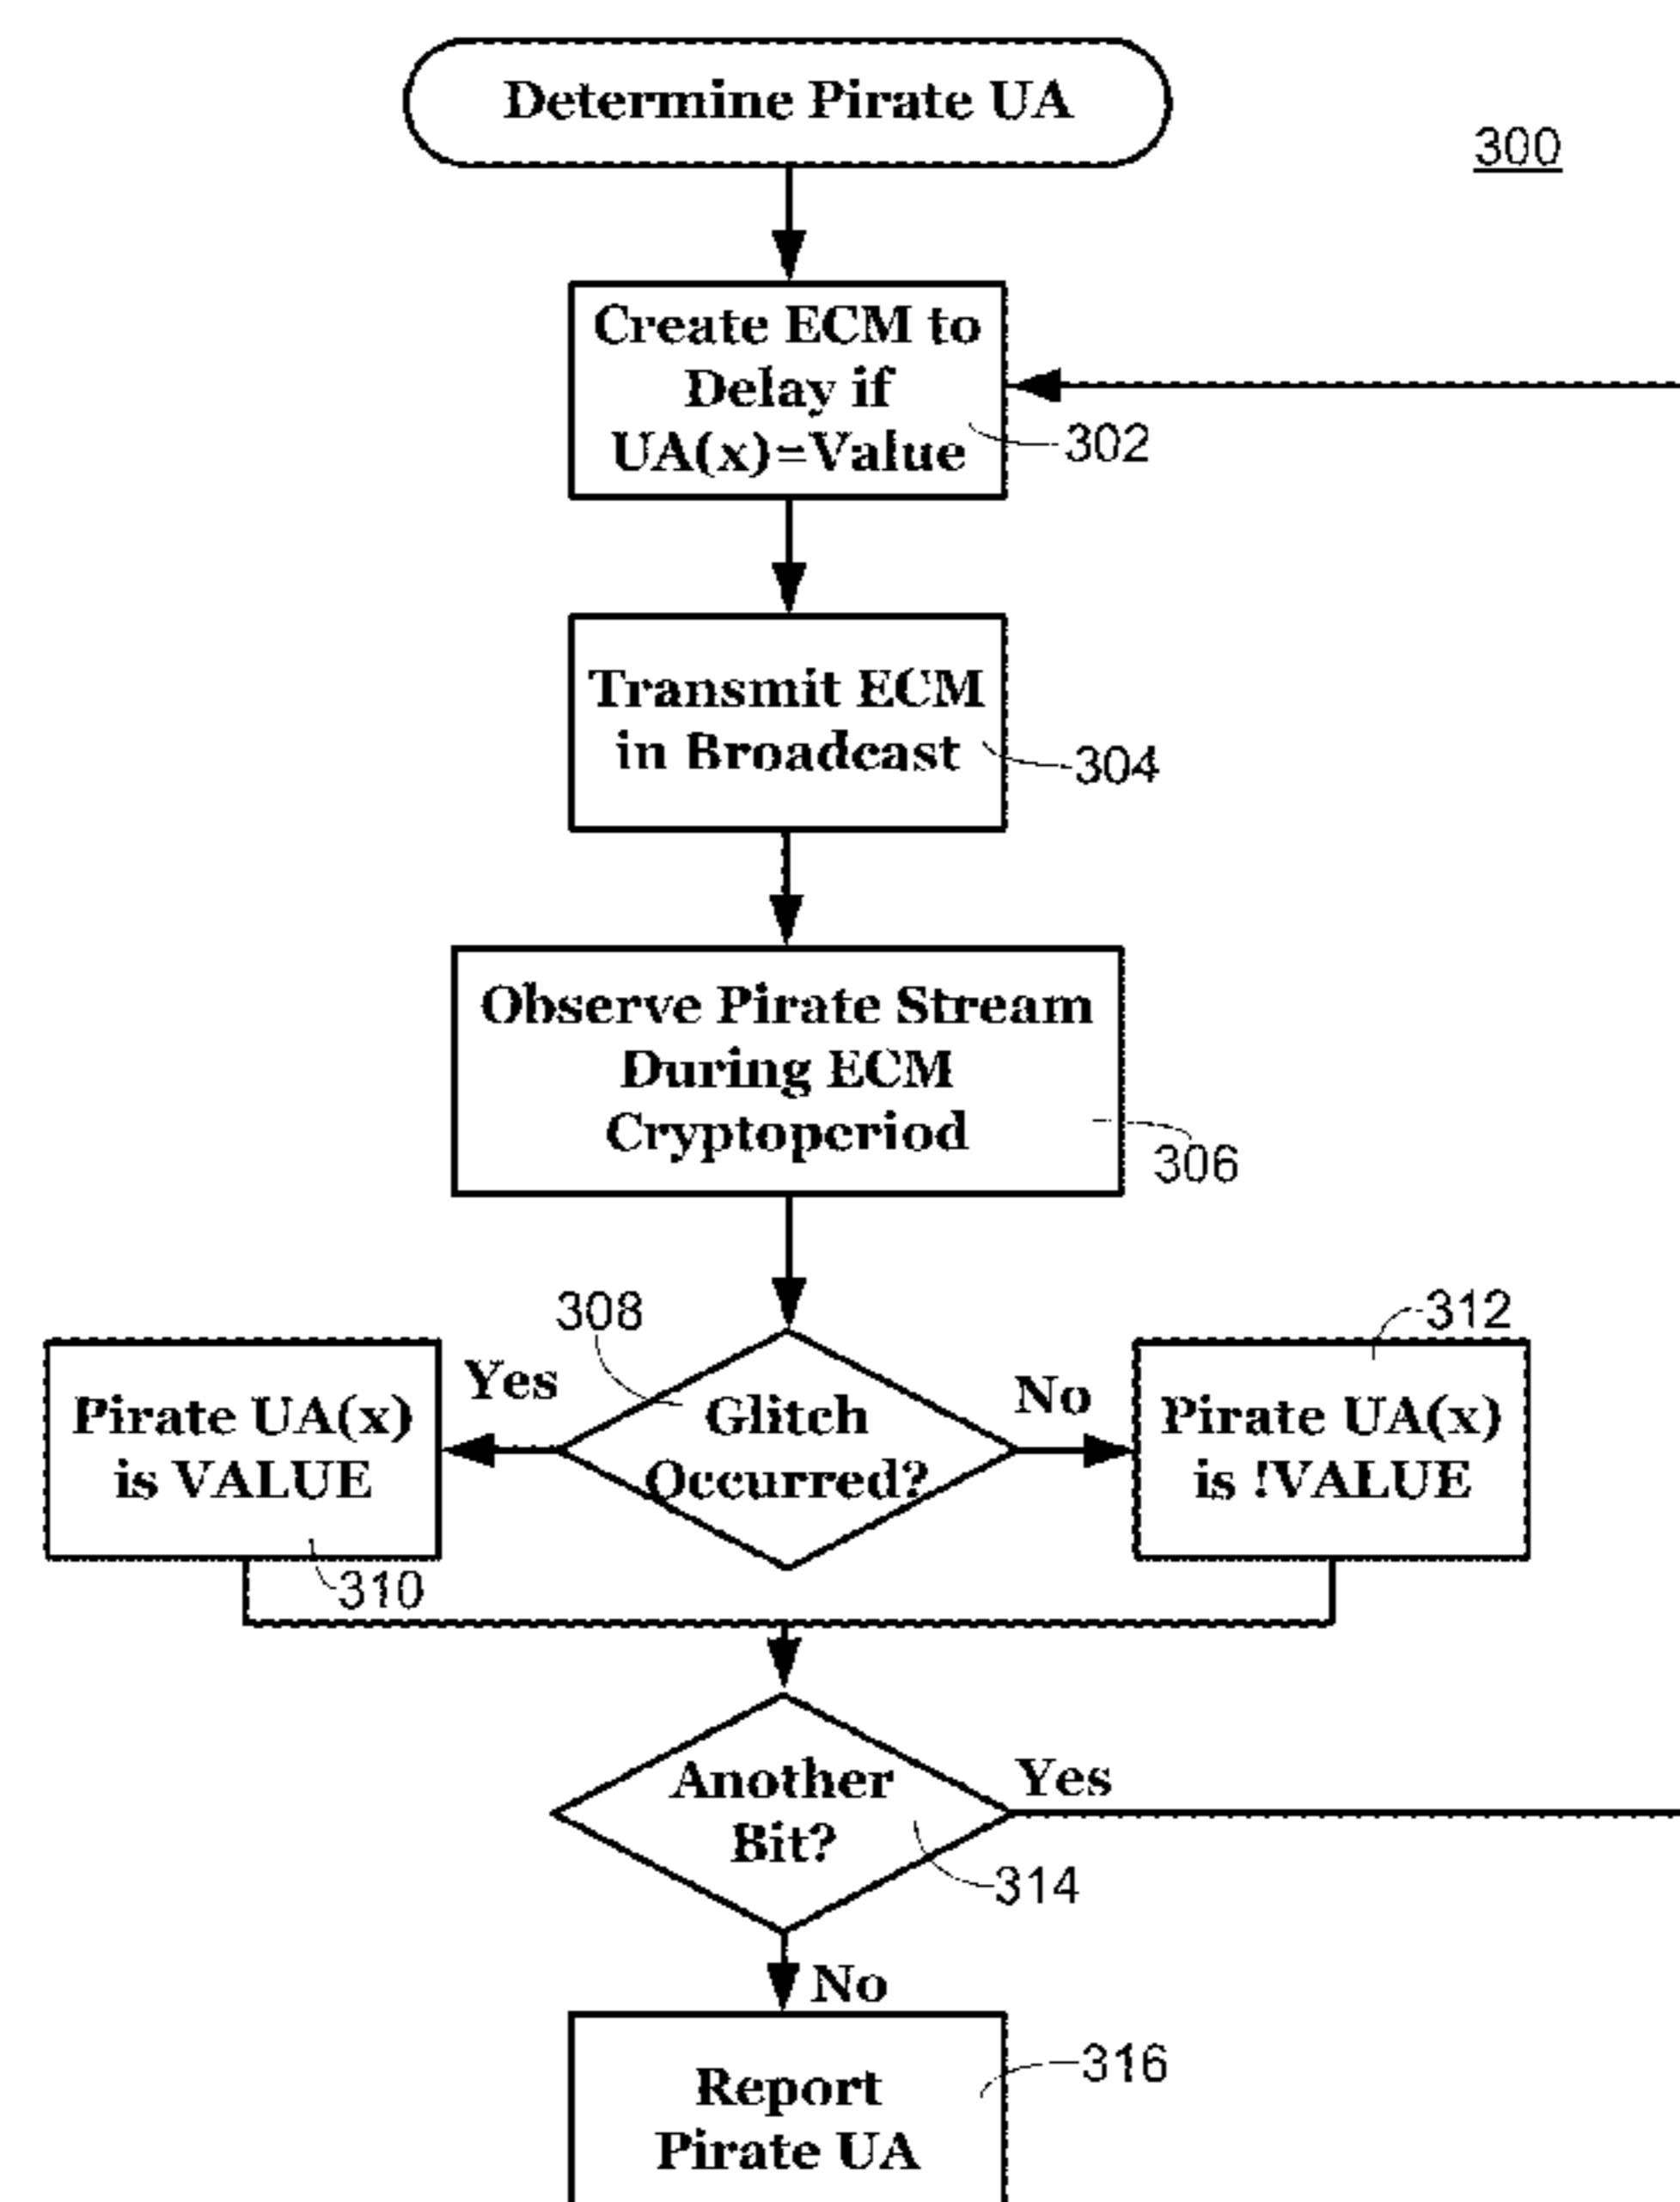 Determine Pirate UA
300
Create ECM to
Delay if
UA(x)=Value
302
Transmit ECM
in Broadcast
304
Observe Pirate Stream
During ECM
Cryptoperiod
306
308
312
Yes
No
Pirate UA(x)
is VALUE
Glitch
Occurred?
Pirate UA(x)
is !VALUE
310
Another
Bit?
Yes
314
No
Report
Pirate UA
316